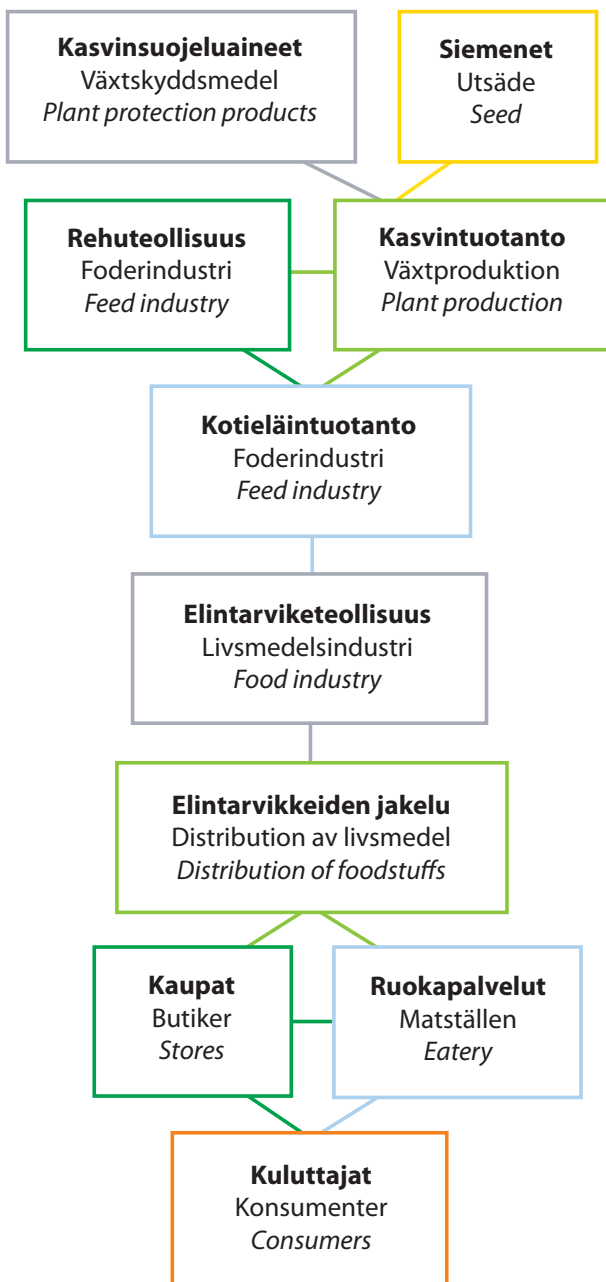 Kasvinsuojeluaineet
Växtskyddsmedel
Plant protection products
Siemenet
Utsäde
Seed
Rehuteollisuus
Foderindustri
Feed industry
Kasvintuotanto
Växtproduktion
Plant production
Kotieläintuotanto
Foderindustri
Feed industry
Elintarviketeollisuus
Livsmedelsindustri
Food industry
Elintarvikkeiden jakelu
Distribution av livsmedel
Distribution of foodstuffs
Kaupat
Butiker
Stores
Ruokapalvelut
Matställen
Eatery
Kuluttajat
Konsumenter
Consumers